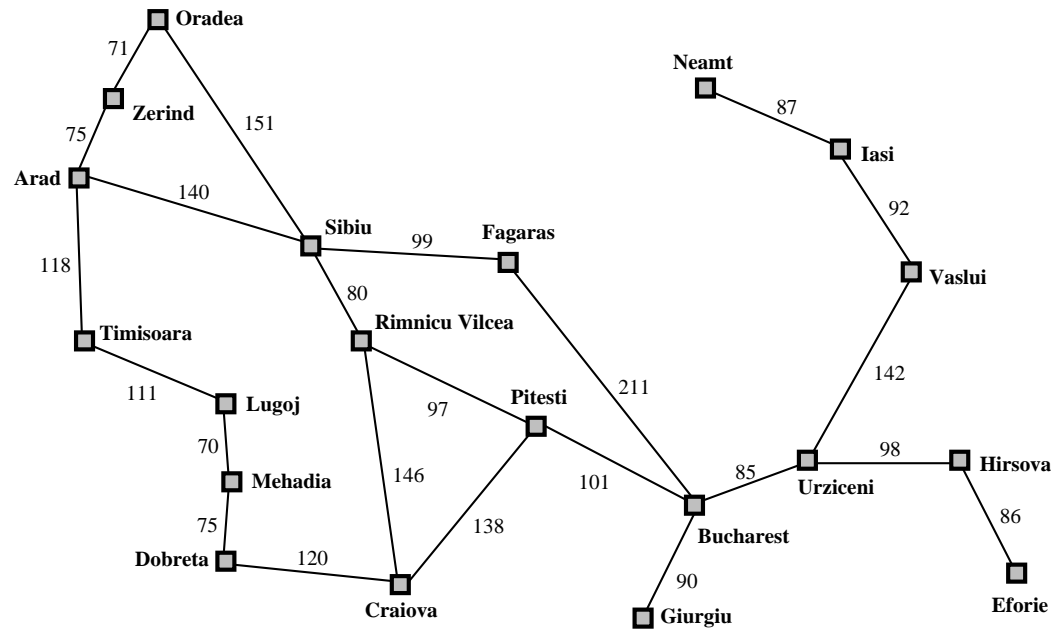 Oradea
71
Neamt
87
Zerind
151
75
Iasi
Arad
140
92
Sibiu
99
Fagaras
118
Vaslui
80
Timisoara
Rimnicu Vilcea
142
111
211
Lugoj
97
Pitesti
70
98
Hirsova
85
Mehadia
146
101
Urziceni
86
75
138
Bucharest
Dobreta
120
90
Craiova
Giurgiu
Eforie